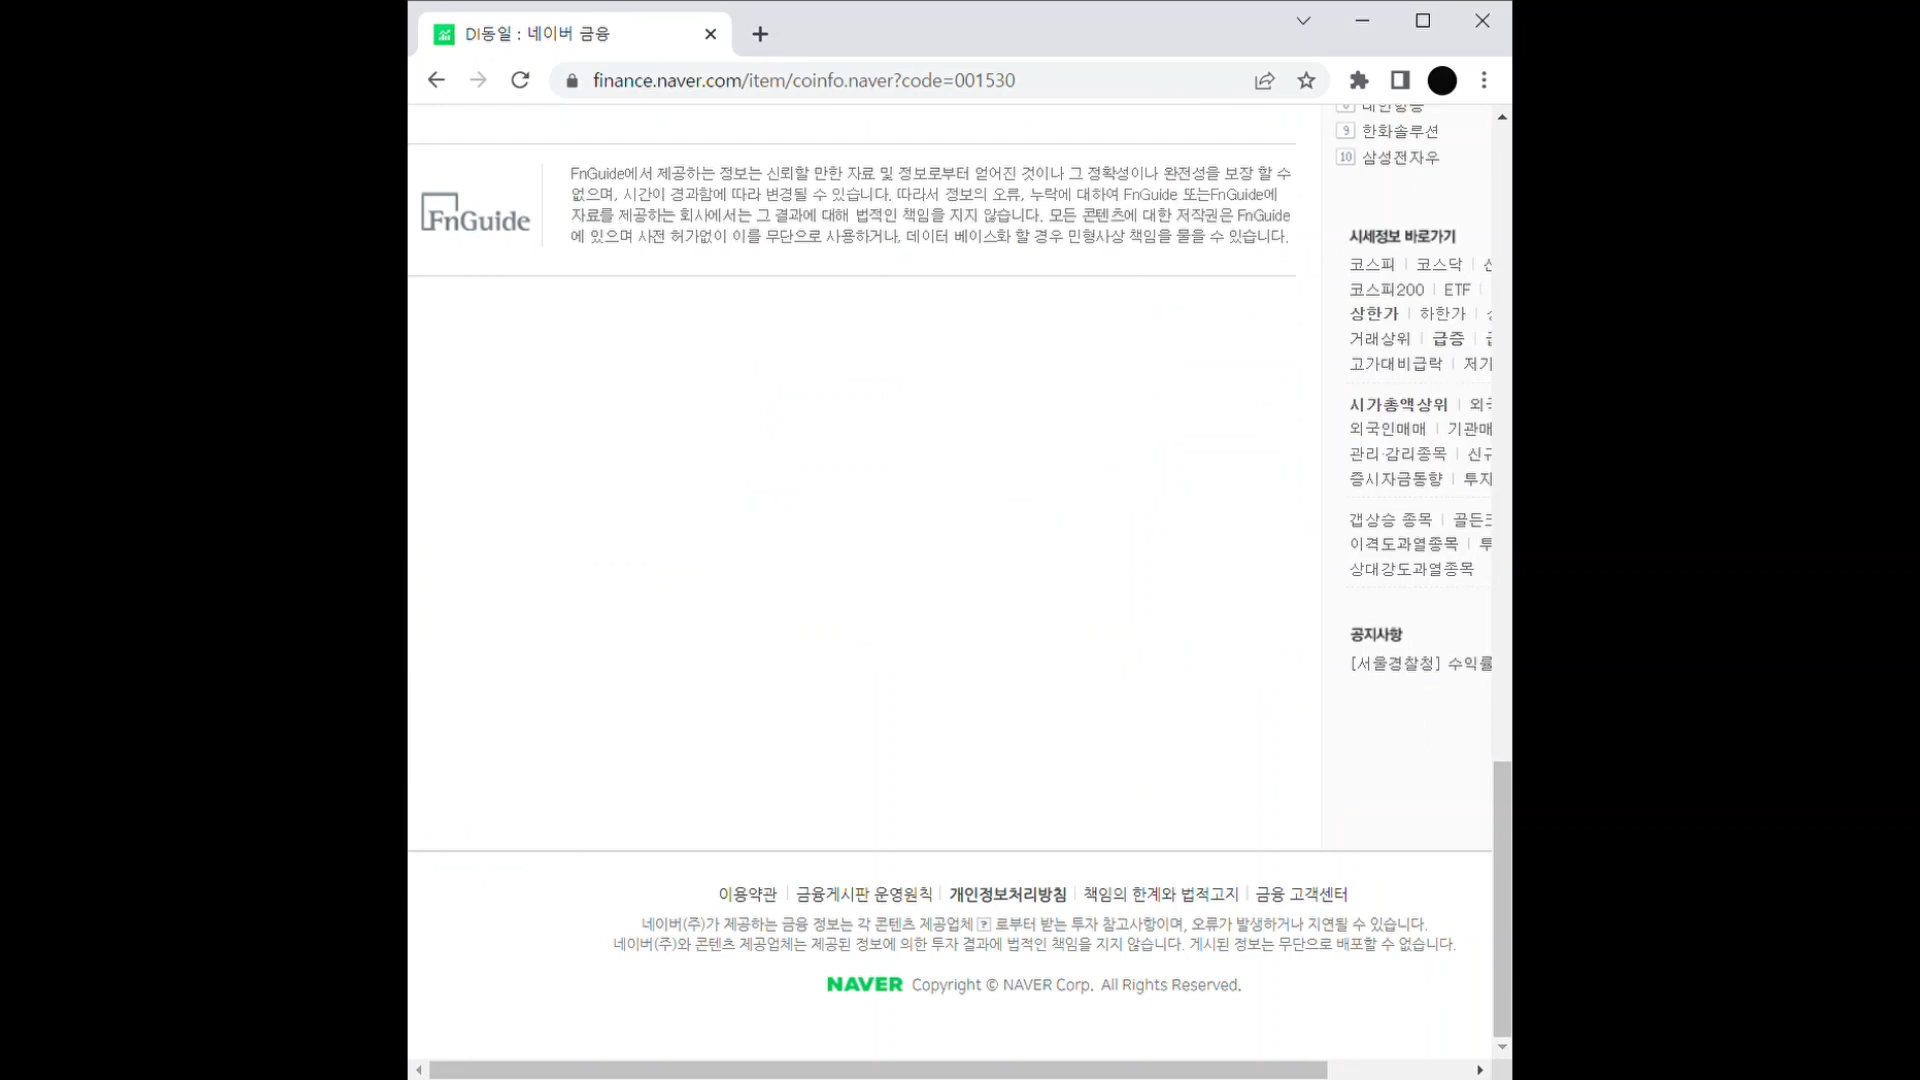 DI동일 : 네이버 금융
finance.naver.com/item/coinfo.naver?code=001530
9 한화솔루션
10 삼성전자우
FnGuide
FnGuide에서 제공하는 정보는 신뢰할 만한 자료 및 정보로부터 얻어진 것이나 그 정확성이나 완전성을 보장 할 수
없으며, 시간이 경과함에 따라 변경될 수 있습니다. 따라서 정보의 오류, 누락에 대하여 FnGuide 또는FnGuide에
자료를 제공하는 회사에서는 그 결과에 대해 법적인 책임을 지지 않습니다. 모든 콘텐츠에 대한 저작권은 FnGuide
에 있으며 사전 허가없이 이를 무단으로 사용하거나, 데이터 베이스화 할 경우 민형사상 책임을 물을 수 있습니다.
시세정보 바로가기
코스피 코스닥
코스피200 ETF
상한가 하한가
거래상위 급증
고가대비급락 저가
시가총액상위
외국인매매 기관매
관리·감리종목 신규
증시자금동향 투자
갭상승 종목 골든
이격도과열종목 투
상대강도과열종목
공지사항
[서울경찰청] 수익률
이용약관 금융게시판 운영원칙 개인정보처리방침 책임의 한계와 법적고지 금융 고객센터
네이버(주)가 제공하는 금융 정보는 각 콘텐츠 제공업체 ? 로부터 받는 투자 참고사항이며, 오류가 발생하거나 지연될 수 있습니다.
네이버(주)와 콘텐츠 제공업체는 제공된 정보에 의한 투자 결과에 법적인 책임을 지지 않습니다. 게시된 정보는 무단으로 배포할 수 없습니다.
NAVER Copyright © NAVER Corp. All Rights Reserved.